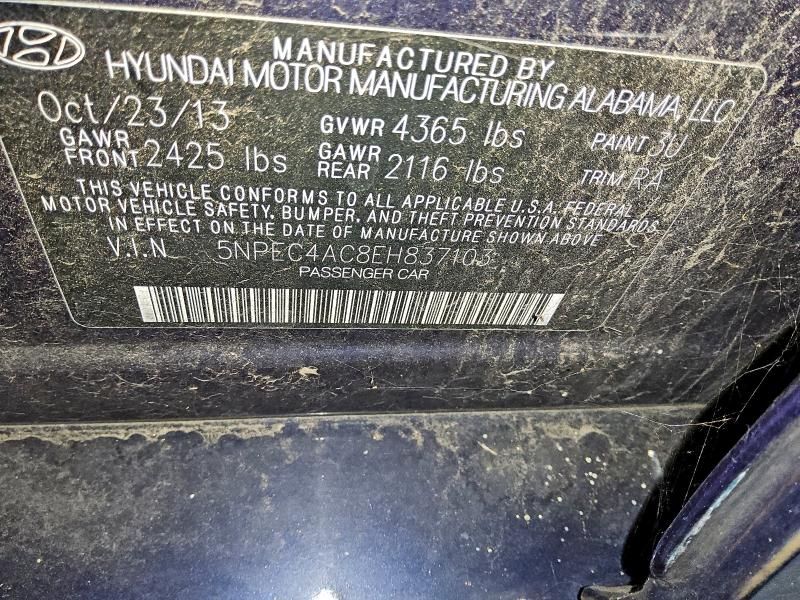 MANUFACTURED BY
HYUNDAI MOTOR MANUFACTURING ALABAMA, LLC
Oct/23/13 GVWR 4365 lbs PAINT 3U
GAWR FRONT 2425 lbs GAWR REAR 2116 lbs TRIM RA
THIS VEHICLE CONFORMS TO ALL APPLICABLE U.S.A. FEDERAL
MOTOR VEHICLE SAFETY, BUMPER, AND THEFT PREVENTION STANDARDS
IN EFFECT ON THE DATE OF MANUFACTURE SHOWN ABOVE
V.I.N 5NPEC4AC8EH837103
PASSENGER CAR